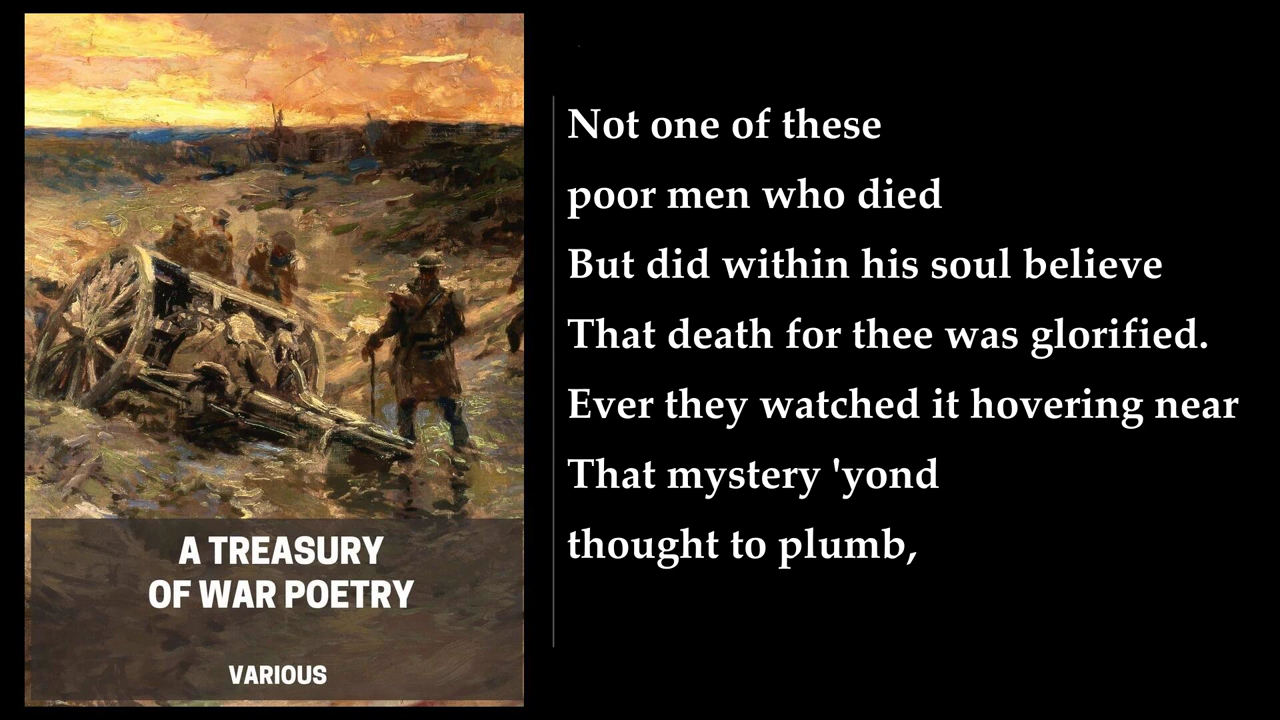 A TREASURY
OF WAR POETRY
VARIOUS
Not one of these
poor men who died
But did within his soul believe
That death for thee was glorified.
Ever they watched it hovering near
That mystery 'yond
thought to plumb,